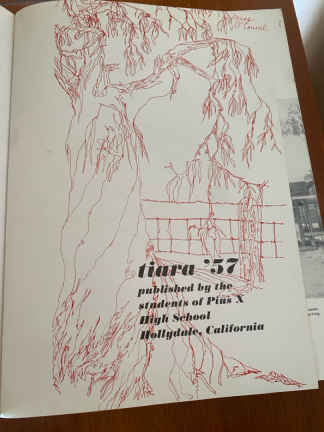 tiara '57
published by the
students of Pius X
High School
Hollydale, California